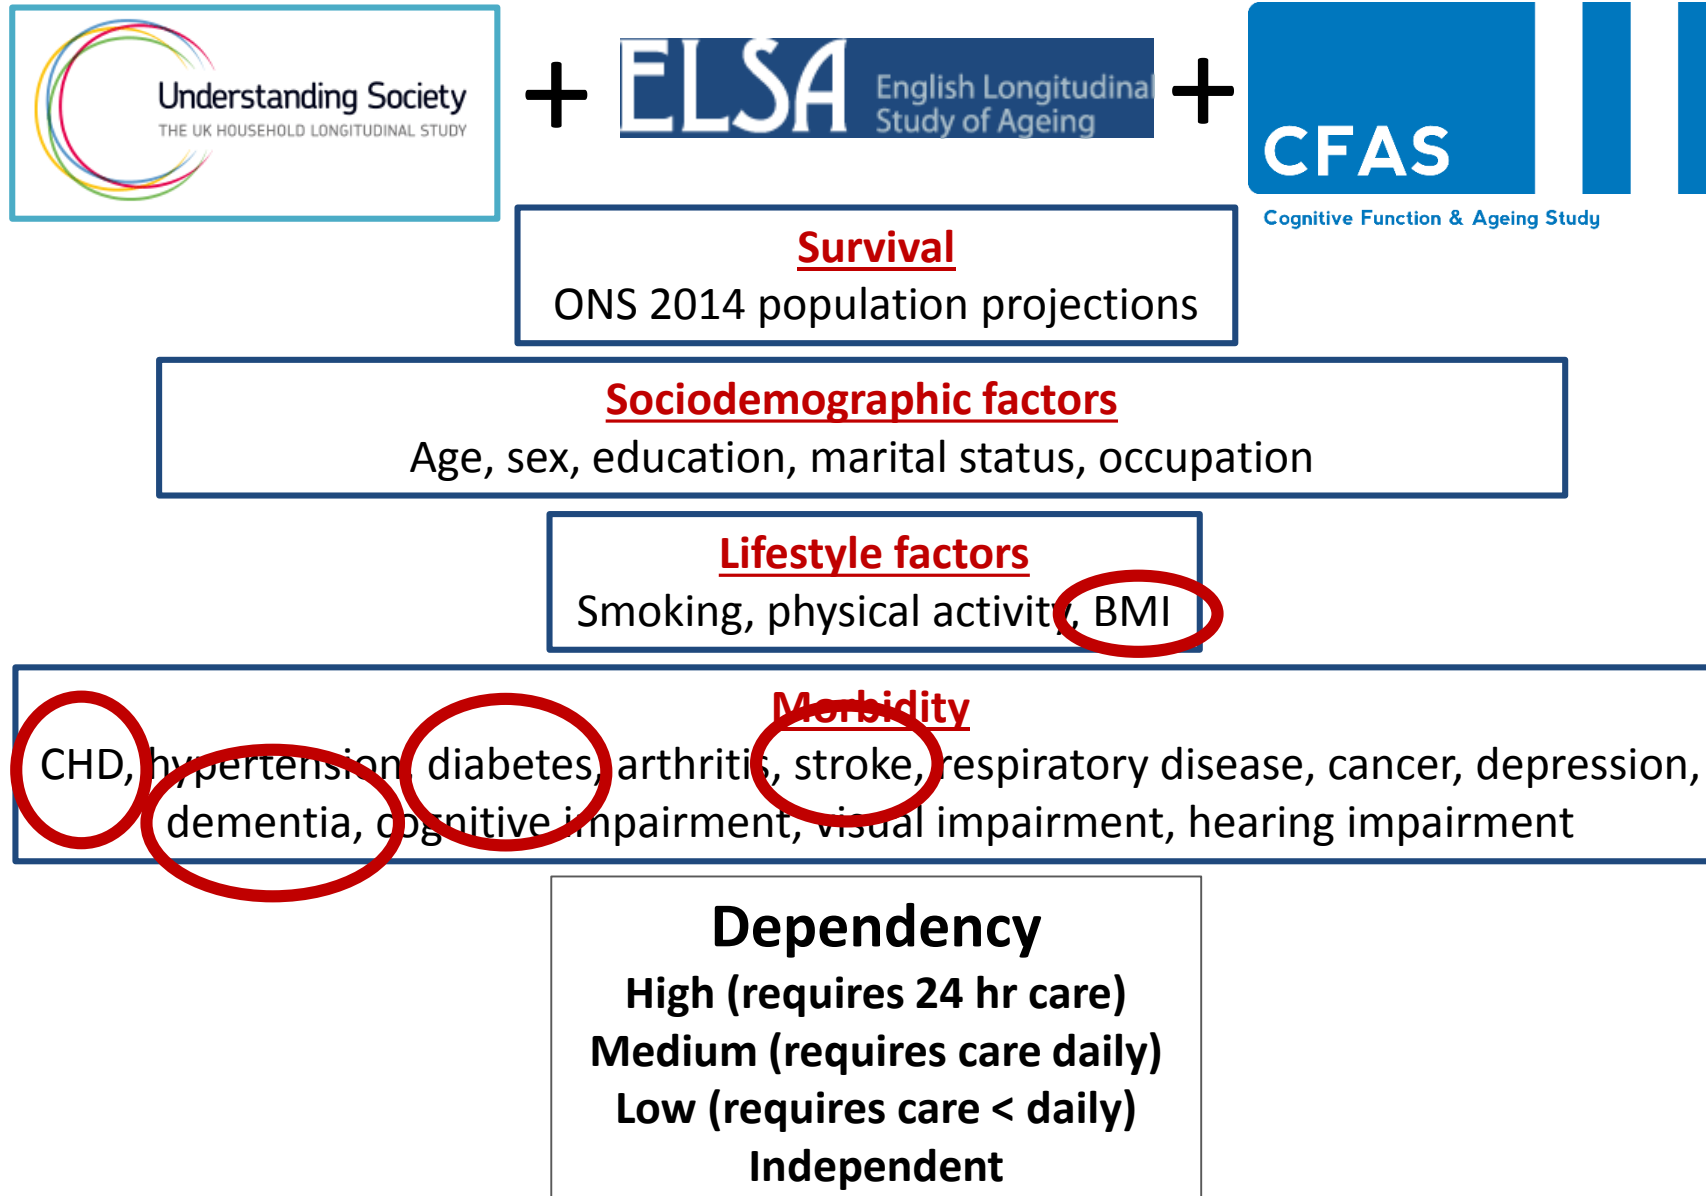 Understanding Society
THE UK HOUSEHOLD LONGITUDINAL STUDY
+
ELSA
English Longitudinal
Study of Ageing
+
CFAS
Cognitive Function & Ageing Study
Survival
ONS 2014 population projections
Sociodemographic factors
Age, sex, education, marital status, occupation
Lifestyle factors
Smoking, physical activity, BMI
Morbidity
CHD, hypertension, diabetes, arthritis, stroke, respiratory disease, cancer, depression,
dementia, cognitive impairment, visual impairment, hearing impairment
Dependency
High (requires 24 hr care)
Medium (requires care daily)
Low (requires care < daily)
Independent